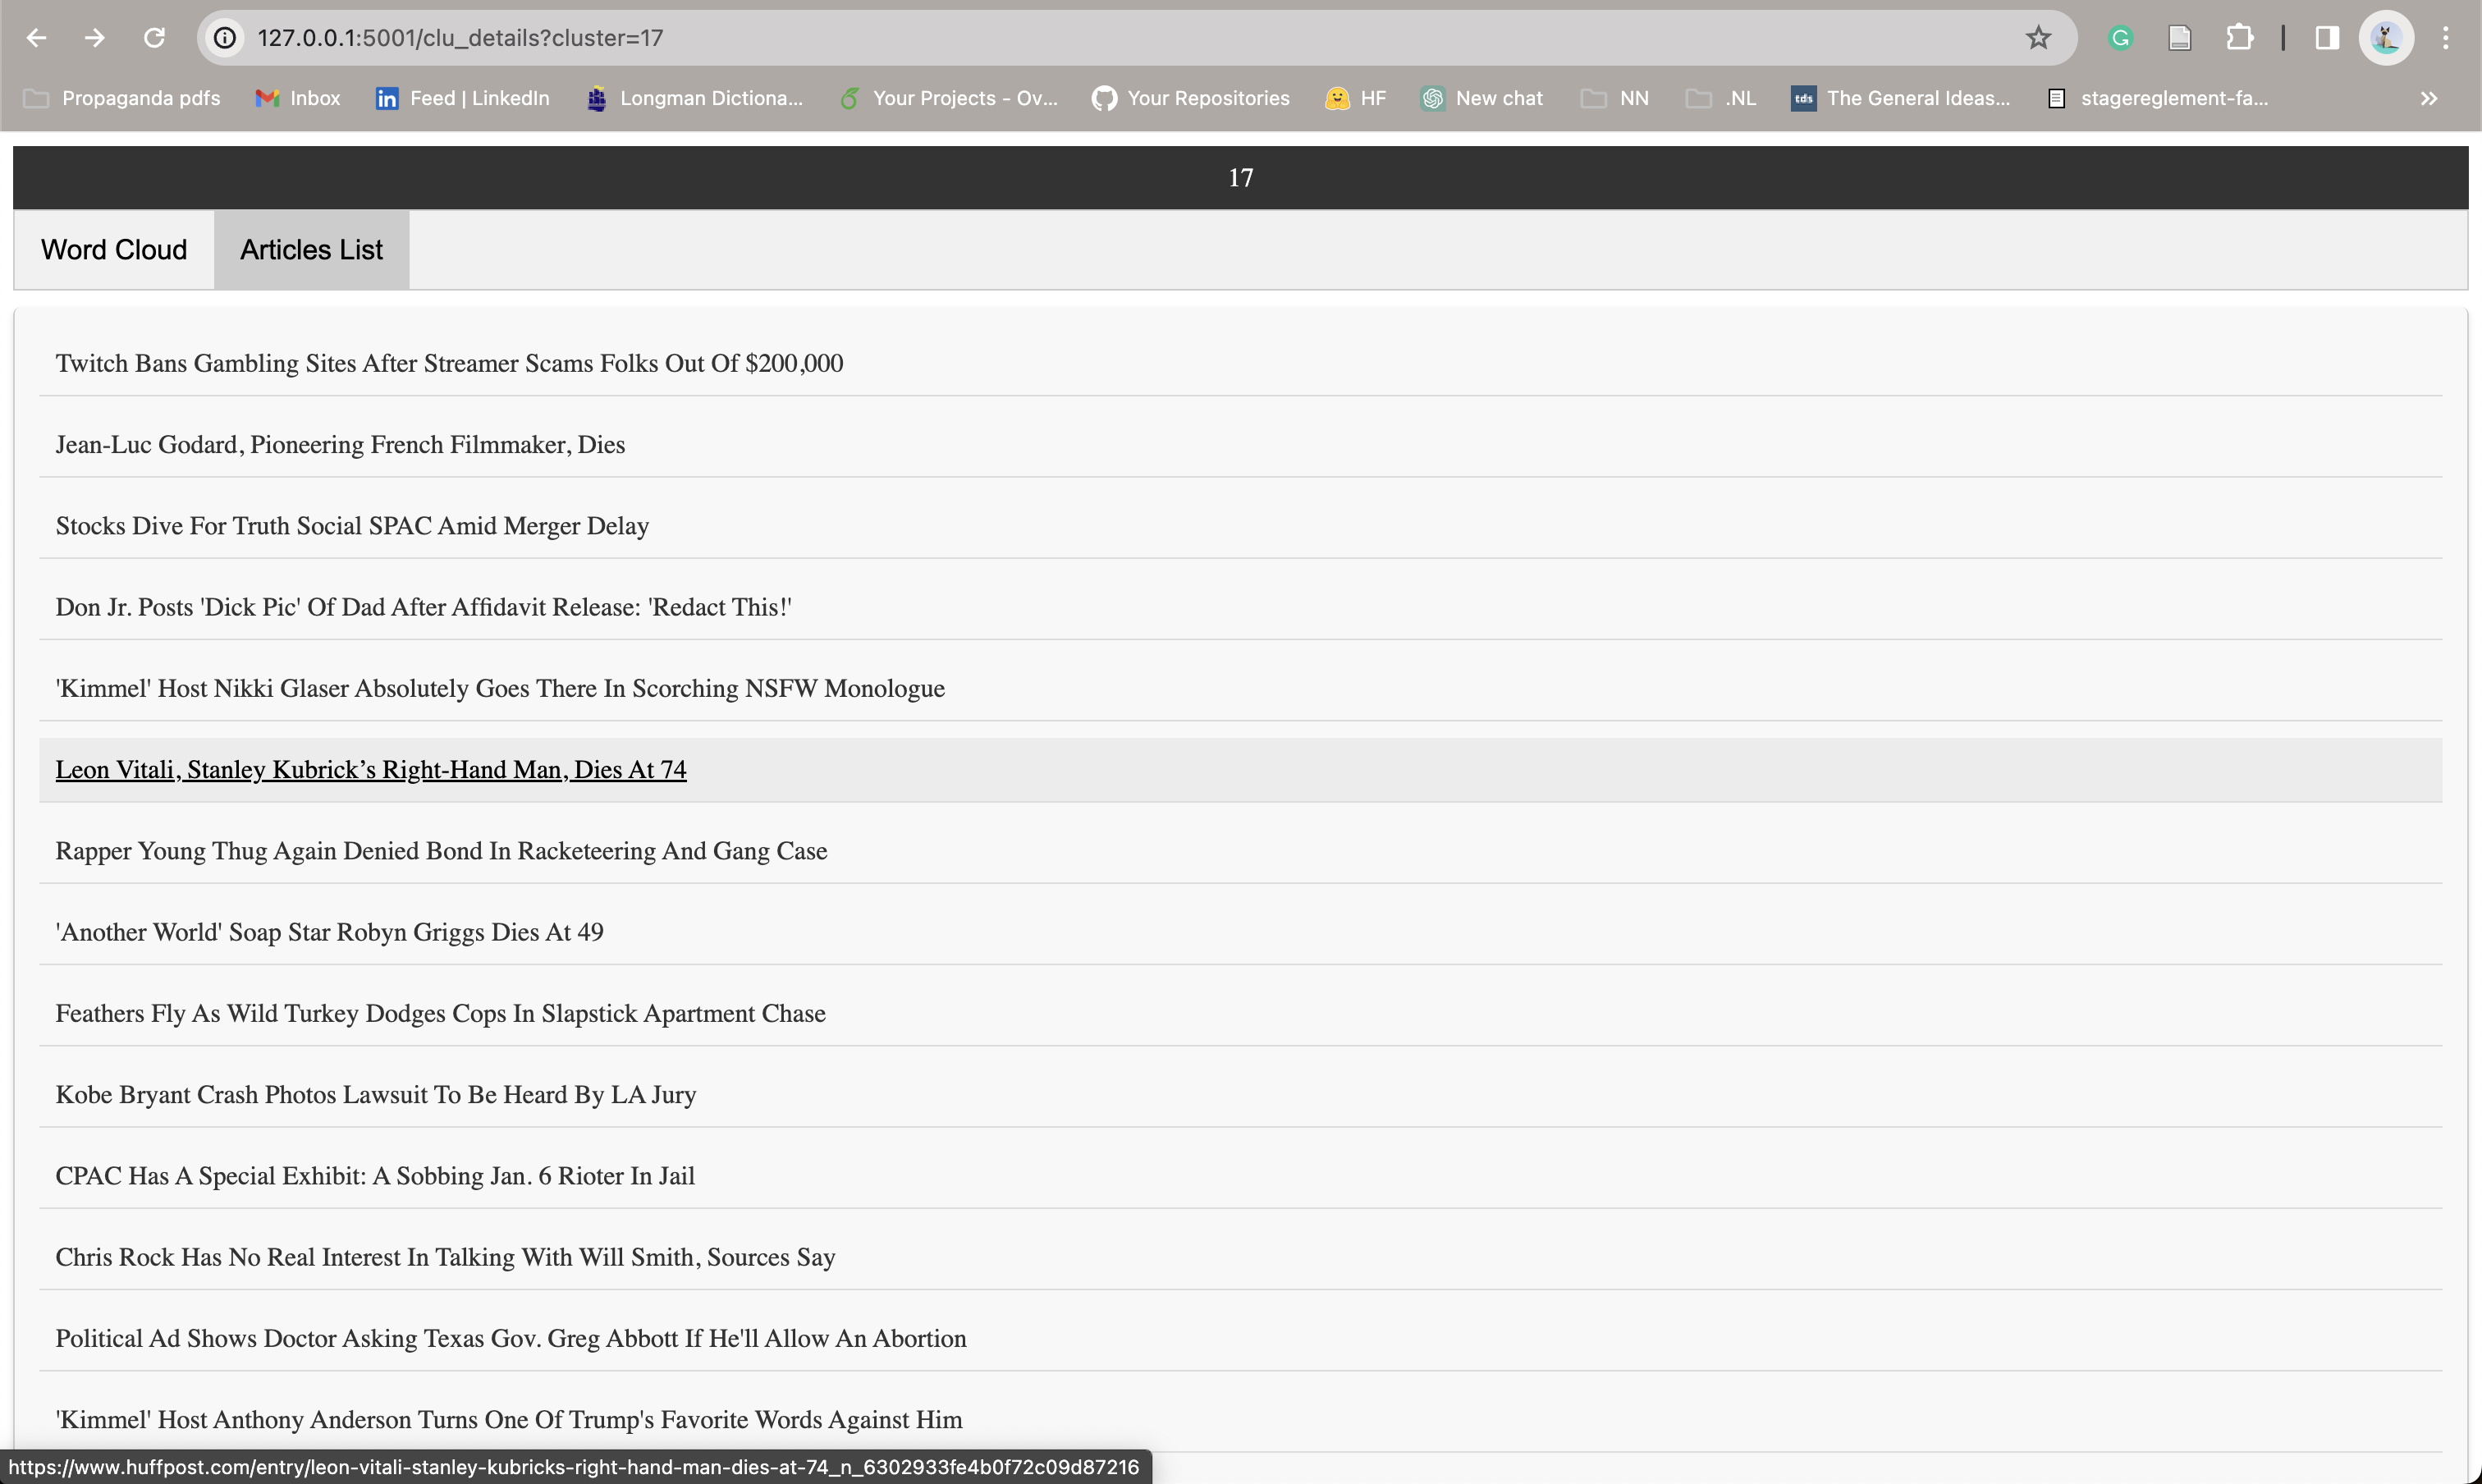 127.0.0.1:5001/clu_details?cluster=17
Propaganda pdfs Inbox Feed | LinkedIn Longman Dictiona... Your Projects - Ov... Your Repositories HF New chat NN .NL tds The General Ideas... stagereglement-fa...
17
Word Cloud Articles List
Twitch Bans Gambling Sites After Streamer Scams Folks Out Of $200,000
Jean-Luc Godard, Pioneering French Filmmaker, Dies
Stocks Dive For Truth Social SPAC Amid Merger Delay
Don Jr. Posts 'Dick Pic' Of Dad After Affidavit Release: 'Redact This!'
'Kimmel' Host Nikki Glaser Absolutely Goes There In Scorching NSFW Monologue
Leon Vitali, Stanley Kubrick’s Right-Hand Man, Dies At 74
Rapper Young Thug Again Denied Bond In Racketeering And Gang Case
'Another World' Soap Star Robyn Griggs Dies At 49
Feathers Fly As Wild Turkey Dodges Cops In Slapstick Apartment Chase
Kobe Bryant Crash Photos Lawsuit To Be Heard By LA Jury
CPAC Has A Special Exhibit: A Sobbing Jan. 6 Rioter In Jail
Chris Rock Has No Real Interest In Talking With Will Smith, Sources Say
Political Ad Shows Doctor Asking Texas Gov. Greg Abbott If He'll Allow An Abortion
'Kimmel' Host Anthony Anderson Turns One Of Trump's Favorite Words Against Him
https://www.huffpost.com/entry/leon-vitali-stanley-kubricks-right-hand-man-dies-at-74_n_6302933fe4b0f72c09d87216